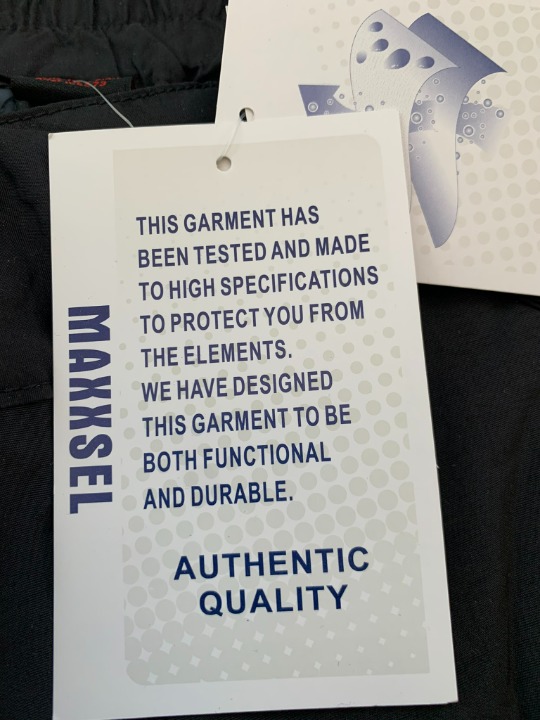 THIS GARMENT HAS
BEEN TESTED AND MADE
TO HIGH SPECIFICATIONS
TO PROTECT YOU FROM
THE ELEMENTS.
WE HAVE DESIGNED
THIS GARMENT TO BE
BOTH FUNCTIONAL
AND DURABLE.
AUTHENTIC
QUALITY
MAXXSEL